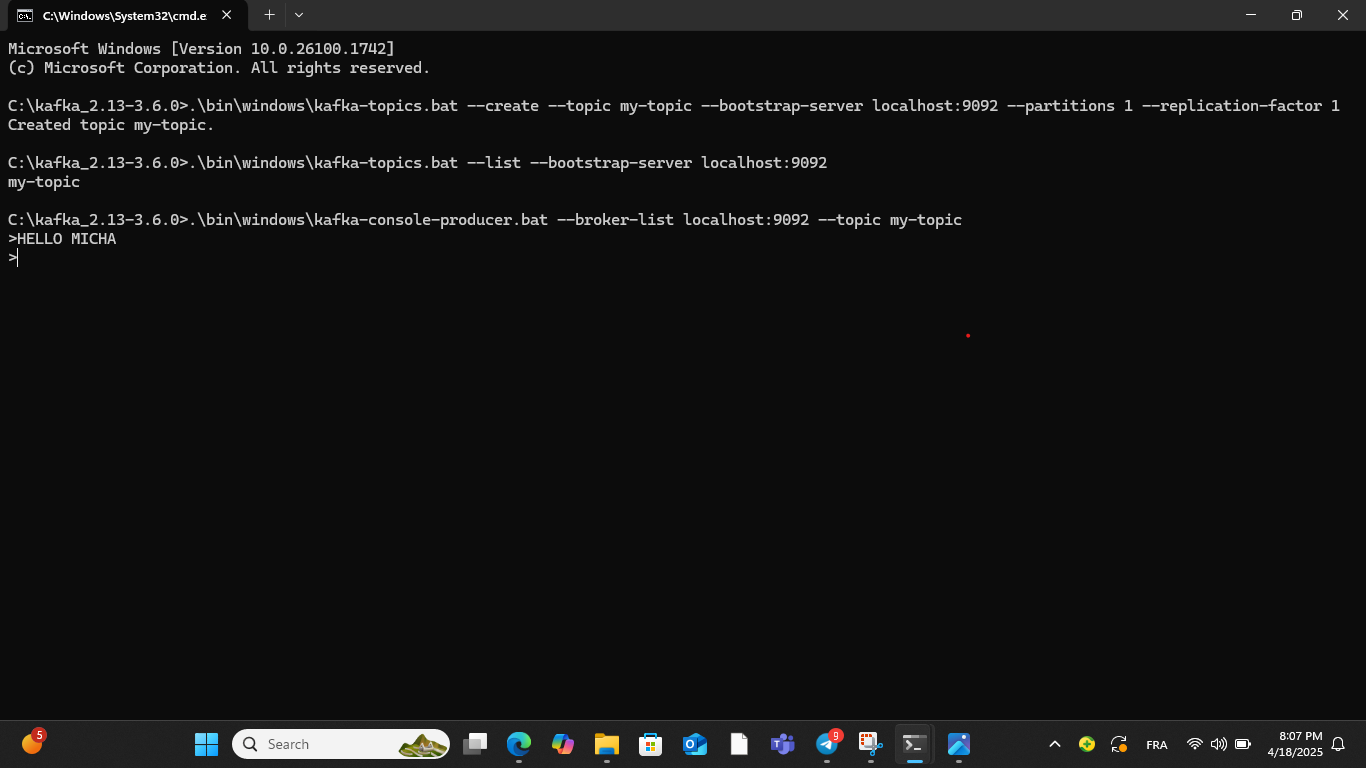 C:\Windows\System32\cmd.e
Microsoft Windows [Version 10.0.26100.1742]
(c) Microsoft Corporation. All rights reserved.
C:\kafka_2.13-3.6.0>.\bin\windows\kafka-topics.bat --create --topic my-topic --bootstrap-server localhost:9092 --partitions 1 --replication-factor 1
Created topic my-topic.
C:\kafka_2.13-3.6.0>.\bin\windows\kafka-topics.bat --list --bootstrap-server localhost:9092
my-topic
C:\kafka_2.13-3.6.0>.\bin\windows\kafka-console-producer.bat --broker-list localhost:9092 --topic my-topic
>HELLO MICHA
>
5
Search
9
FRA
8:07 PM
4/18/2025